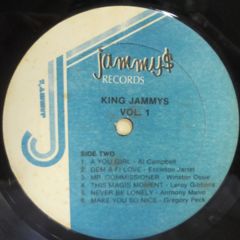 jammy$
RECORDS
KING JAMMYS
VOL. 1
JAMMY'S
SIDE TWO
1. A YOU GIRL - Al Campbell
2. DEM A FI LOVE - Eccleton Jarret
3. MR. COMMISSIONER - Winston
4. THIS MAGIC MOMENT - Leroy Gibbons
5. NEVER BE LONELY - Anthony Malvo
6. MAKE YOU SO NICE - Gregory Peck